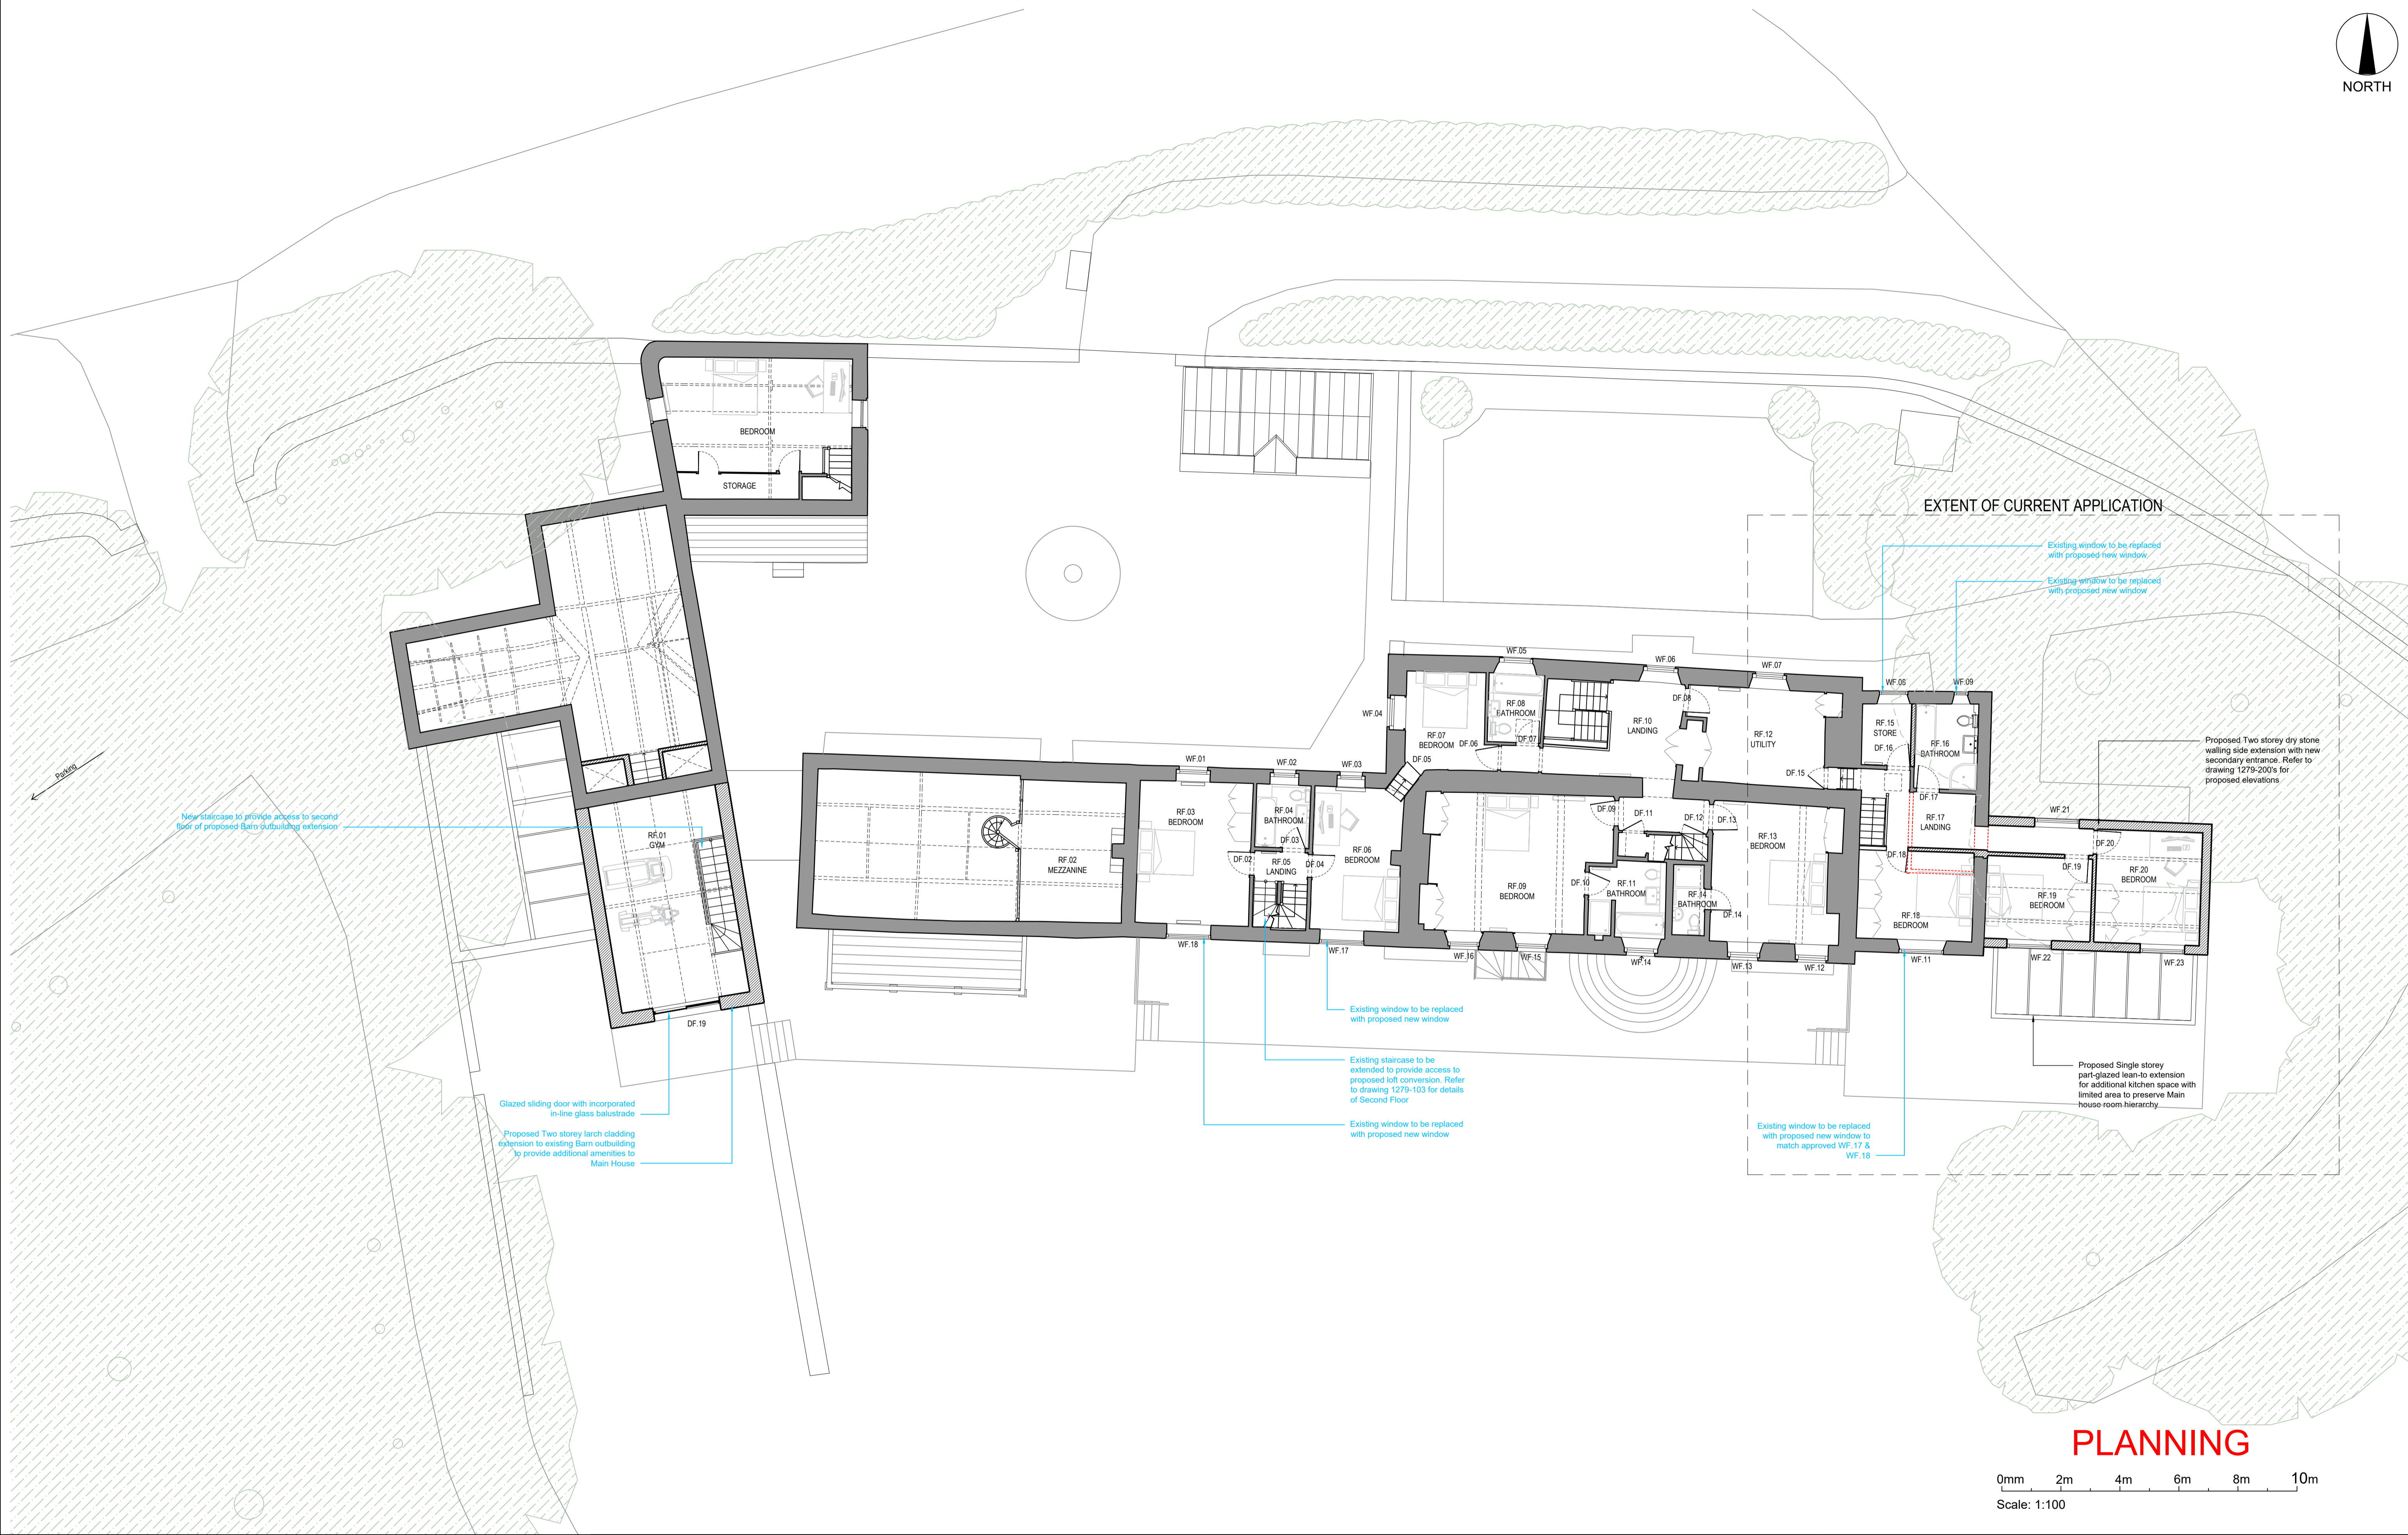 NORTH
BEDROOM
STORAGE
EXTENT OF CURRENT APPLICATION
Existing window to be replaced
with proposed new window
Existing window to be replaced
with proposed new window
Parking
New staircase to provide access to second
floor of proposed Barn outbuilding extension
RF.01
GYM
DF.19
Glazed sliding door with incorporated
in-line glass balustrade
Proposed Two storey larch cladding
extension to existing Barn outbuilding
to provide additional amenities to
Main House
RF.02
MEZZANINE
WF.01
RF.03
BEDROOM
DF.02
WF.18
WF.02
RF.04
BATHROOM
DF.03
RF.05
LANDING
DF.04
WF.03
RF.06
BEDROOM
WF.17
Existing window to be replaced
with proposed new window
Existing staircase to be
extended to provide access to
proposed loft conversion. Refer
to drawing 1279-103 for details
of Second Floor
Existing window to be replaced
with proposed new window
WF.04
DF.05
RF.07
BEDROOM
DF.06
WF.05
RF.08
BATHROOM
DF.07
WF.06
RF.10
LANDING
DF.08
WF.07
RF.12
UTILITY
DF.15
RF.09
BEDROOM
DF.09
DF.10
DF.11
DF.12
DF.13
RF.11
BATHROOM
RF.14
BATHROOM
DF.14
RF.13
BEDROOM
WF.16
WF.15
WF.14
WF.13
WF.12
WF.08
WF.09
RF.15
STORE
DF.16
RF.16
BATHROOM
DF.17
RF.17
LANDING
DF.18
RF.18
BEDROOM
WF.11
WF.21
DF.20
DF.19
RF.19
BEDROOM
RF.20
BEDROOM
WF.22
WF.23
Proposed Two storey dry stone
walling side extension with new
secondary entrance. Refer to
drawing 1279-200's for
proposed elevations
Proposed Single storey
part-glazed lean-to extension
for additional kitchen space with
limited area to preserve Main
house room hierarchy
Existing window to be replaced
with proposed new window to
match approved WF.17 &
WF.18
PLANNING
0mm 2m 4m 6m 8m 10m
Scale: 1:100